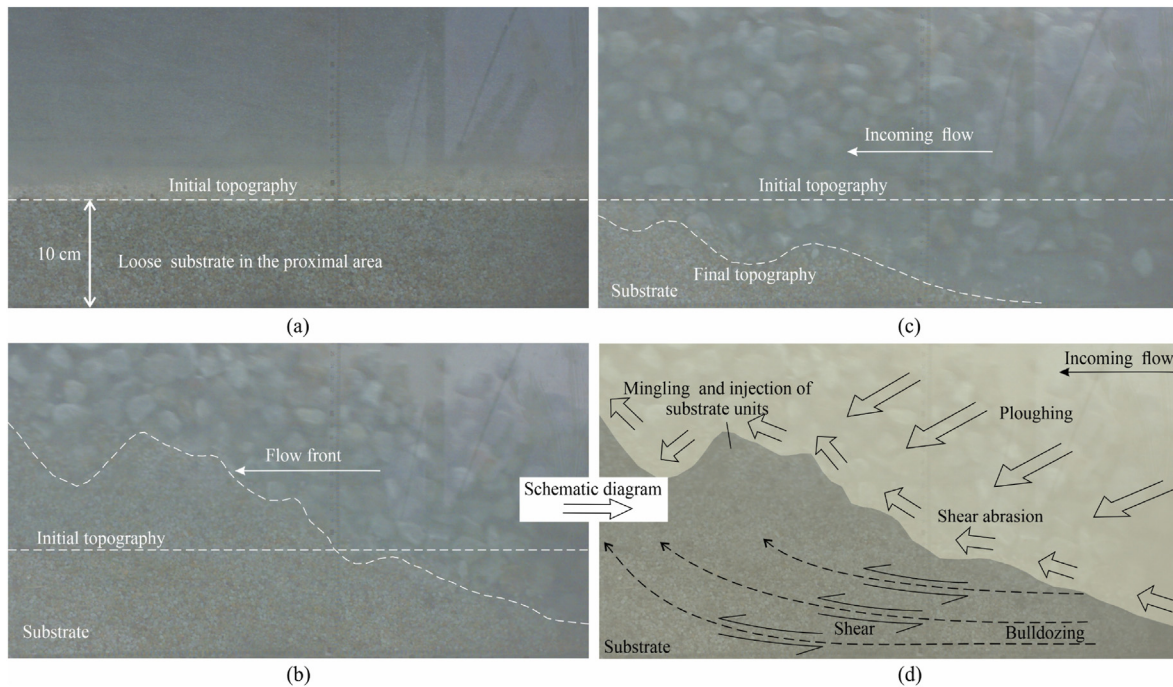 Initial topography
10 cm
Loose substrate in the proximal area
(a)
Incoming flow
Initial topography
Final topography
Substrate
(c)
Flow front
Initial topography
Substrate
(b)
Incoming flow
Mingling and injection of
substrate units
Ploughing
Schematic diagram
Shear abrasion
Shear
Bulldozing
Substrate
(d)